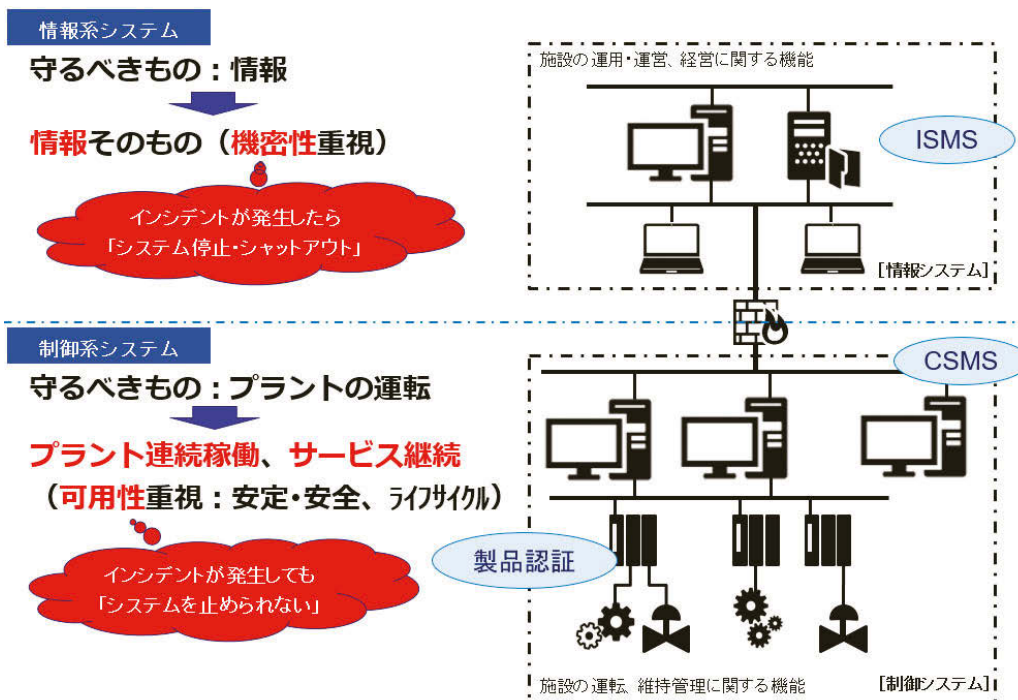 情報系システム
守るべきもの：情報
情報そのもの（機密性重視）
インシデントが発生したら
「システム停止・シャットアウト」
施設の運用・運営、経営に関する機能
ISMS
[情報システム]
制御系システム
守るべきもの：プラントの運転
プラント連続稼働、サービス継続
（可用性重視：安定・安全、ライフサイクル）
インシデントが発生しても
「システムを止められない」
CSMS
製品認証
施設の運転、維持管理に関する機能
[制御システム]